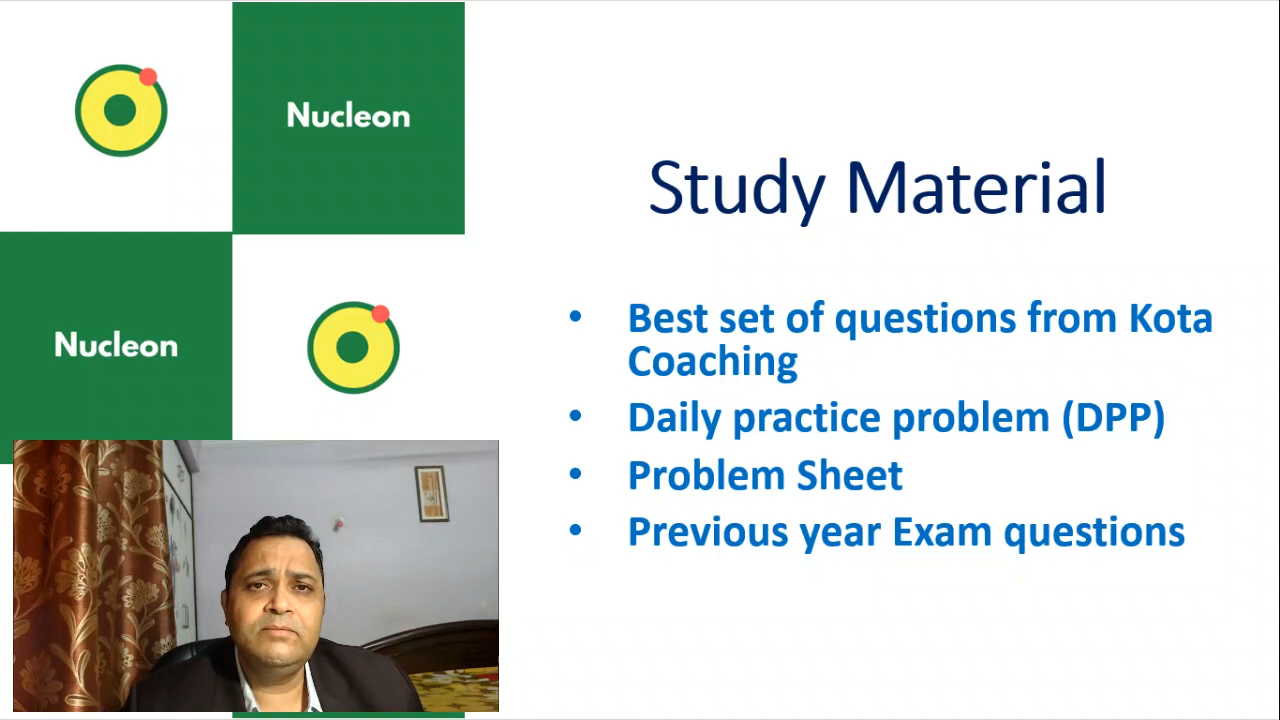 Nucleon
Nucleon
Study Material
• Best set of questions from Kota
Coaching
• Daily practice problem (DPP)
• Problem Sheet
• Previous year Exam questions